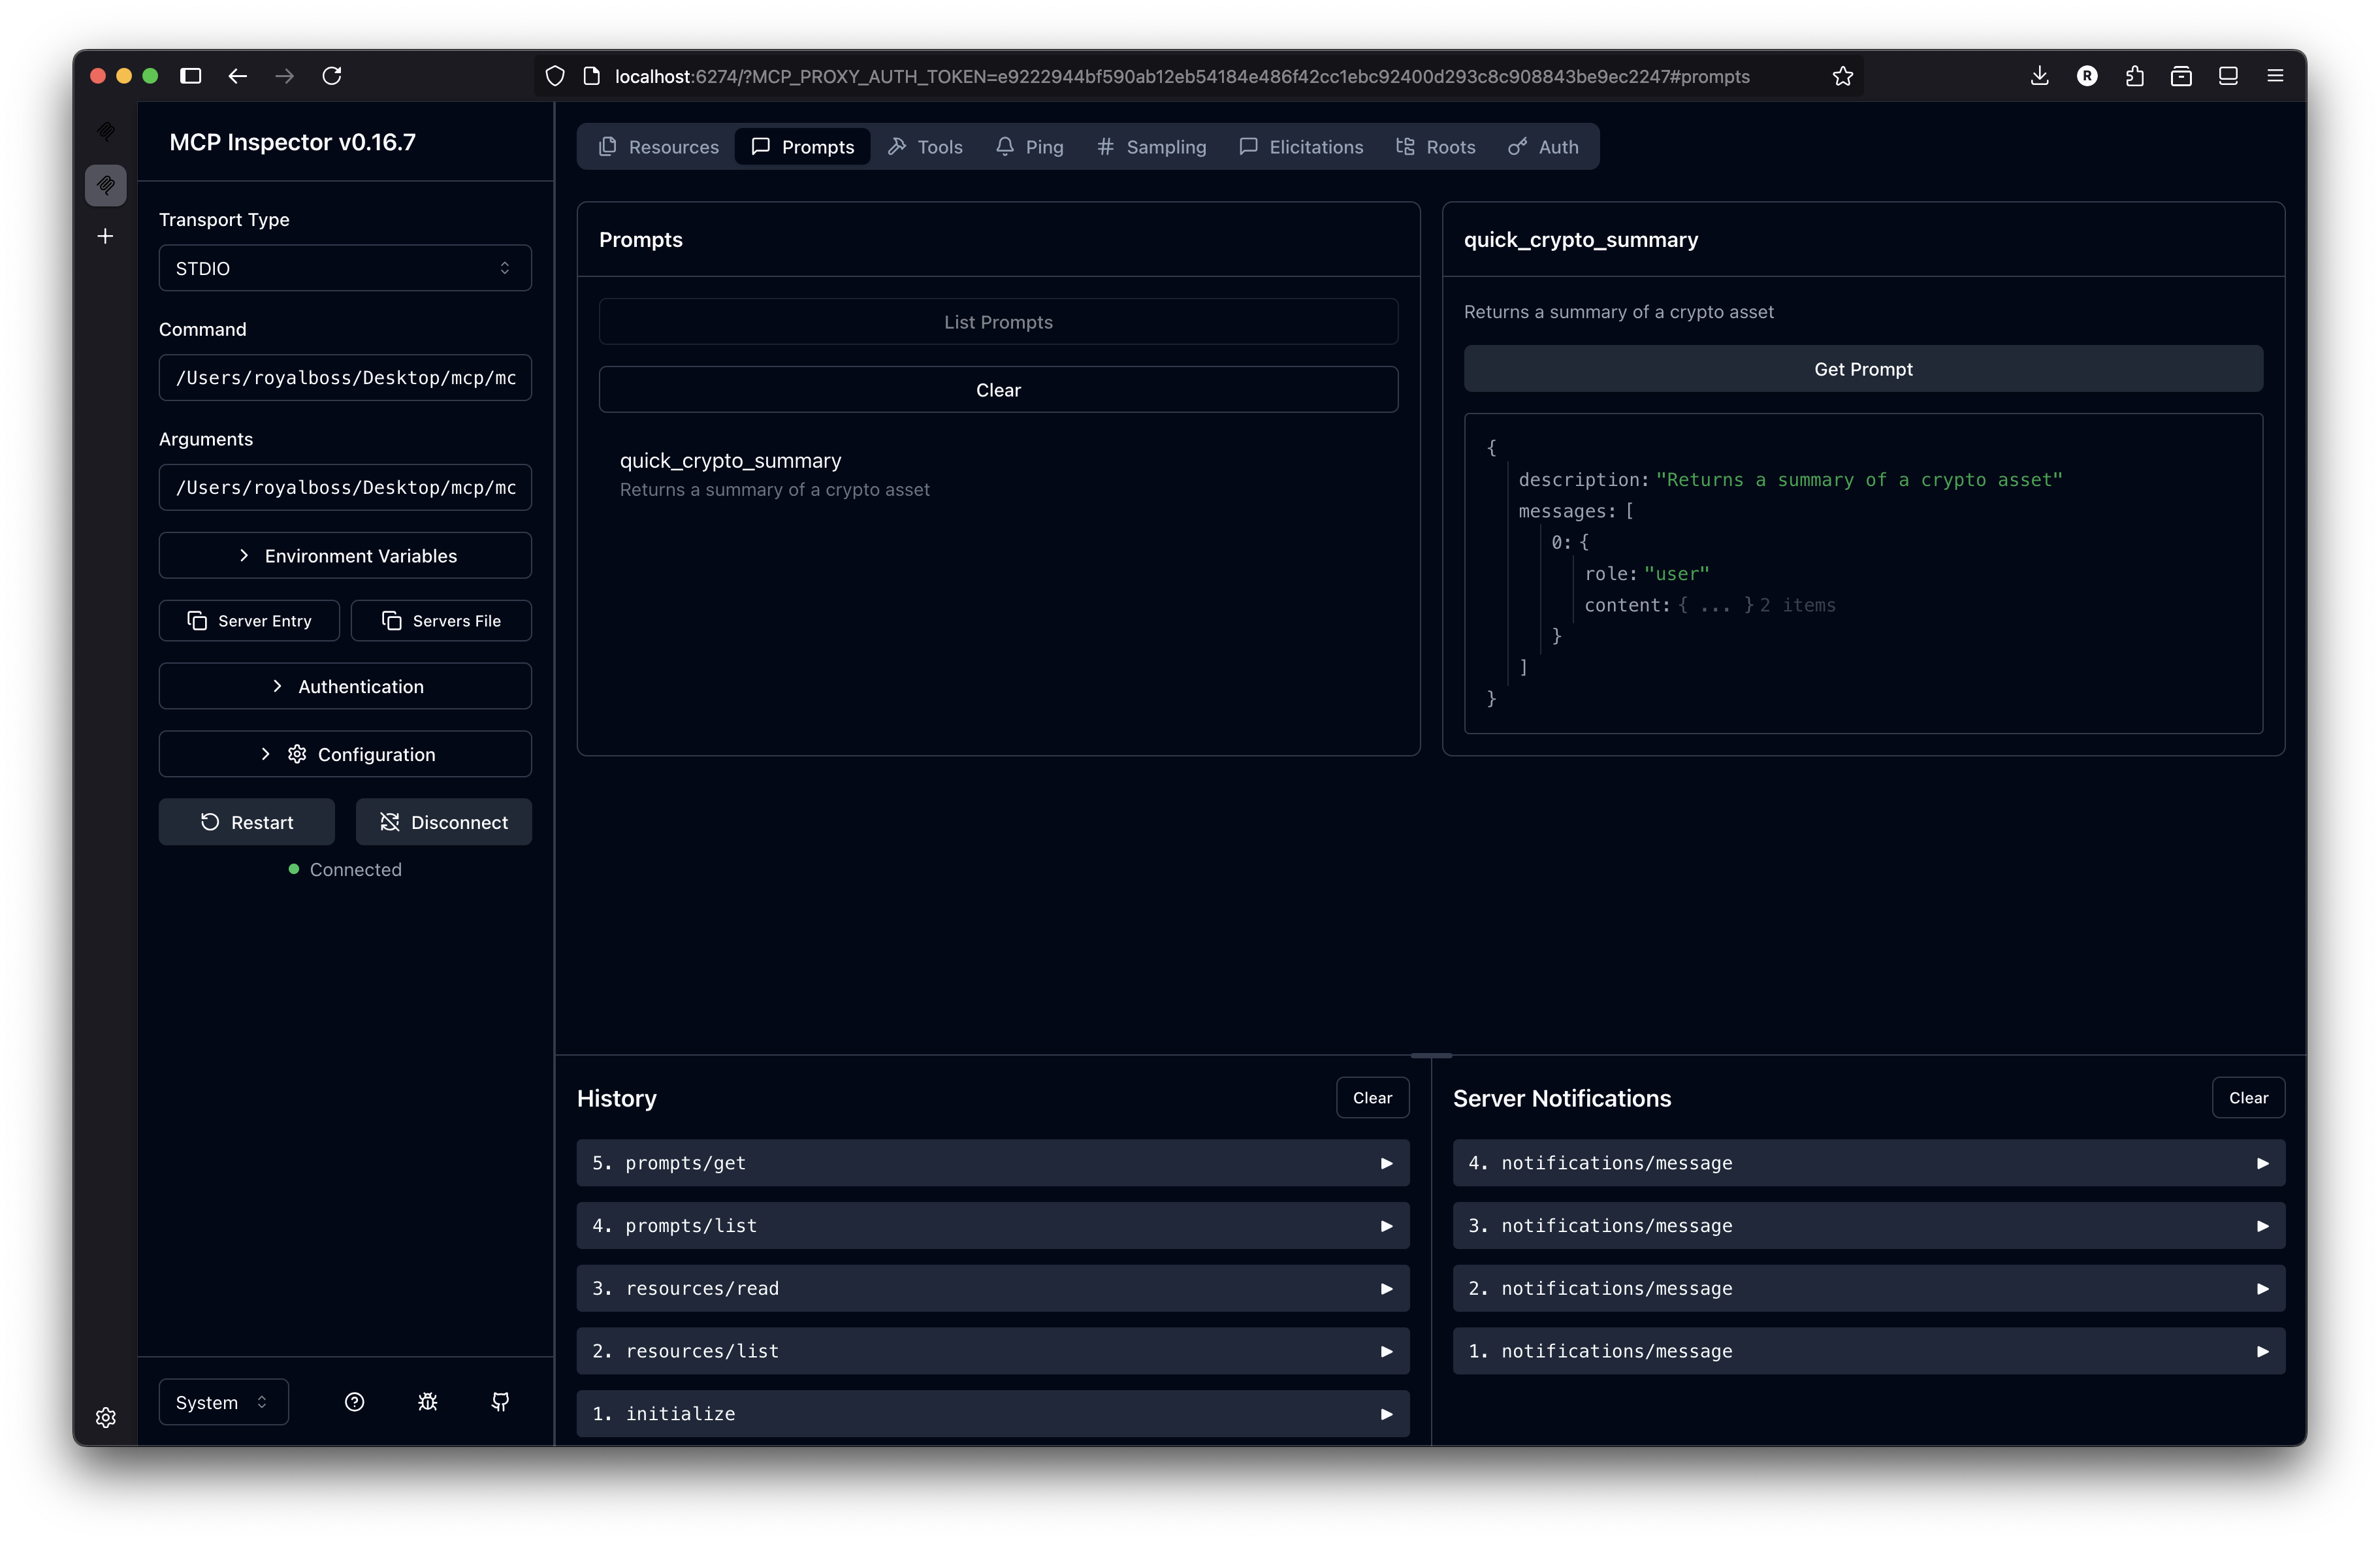 localhost:6274/?MCP_PROXY_AUTH_TOKEN=e9222944bf590ab12eb54184e486f42cc1ebc92400d293c8c908843be9ec2247#prompts
R
MCP Inspector v0.16.7
Transport Type
STDIO
Command
/Users/royalboss/Desktop/mcp/mc
Arguments
/Users/royalboss/Desktop/mcp/mc
Environment Variables
Server Entry
Servers File
Authentication
Configuration
Restart
Disconnect
Connected
System
Resources
Prompts
Tools
Ping
Sampling
Elicitations
Roots
Auth
Prompts
List Prompts
Clear
quick_crypto_summary
Returns a summary of a crypto asset
quick_crypto_summary
Returns a summary of a crypto asset
Get Prompt
{
description: "Returns a summary of a crypto asset"
messages: [
0: {
role: "user"
content: { ... } 2 items
}
]
}
History
Clear
5. prompts/get
4. prompts/list
3. resources/read
2. resources/list
1. initialize
Server Notifications
Clear
4. notifications/message
3. notifications/message
2. notifications/message
1. notifications/message